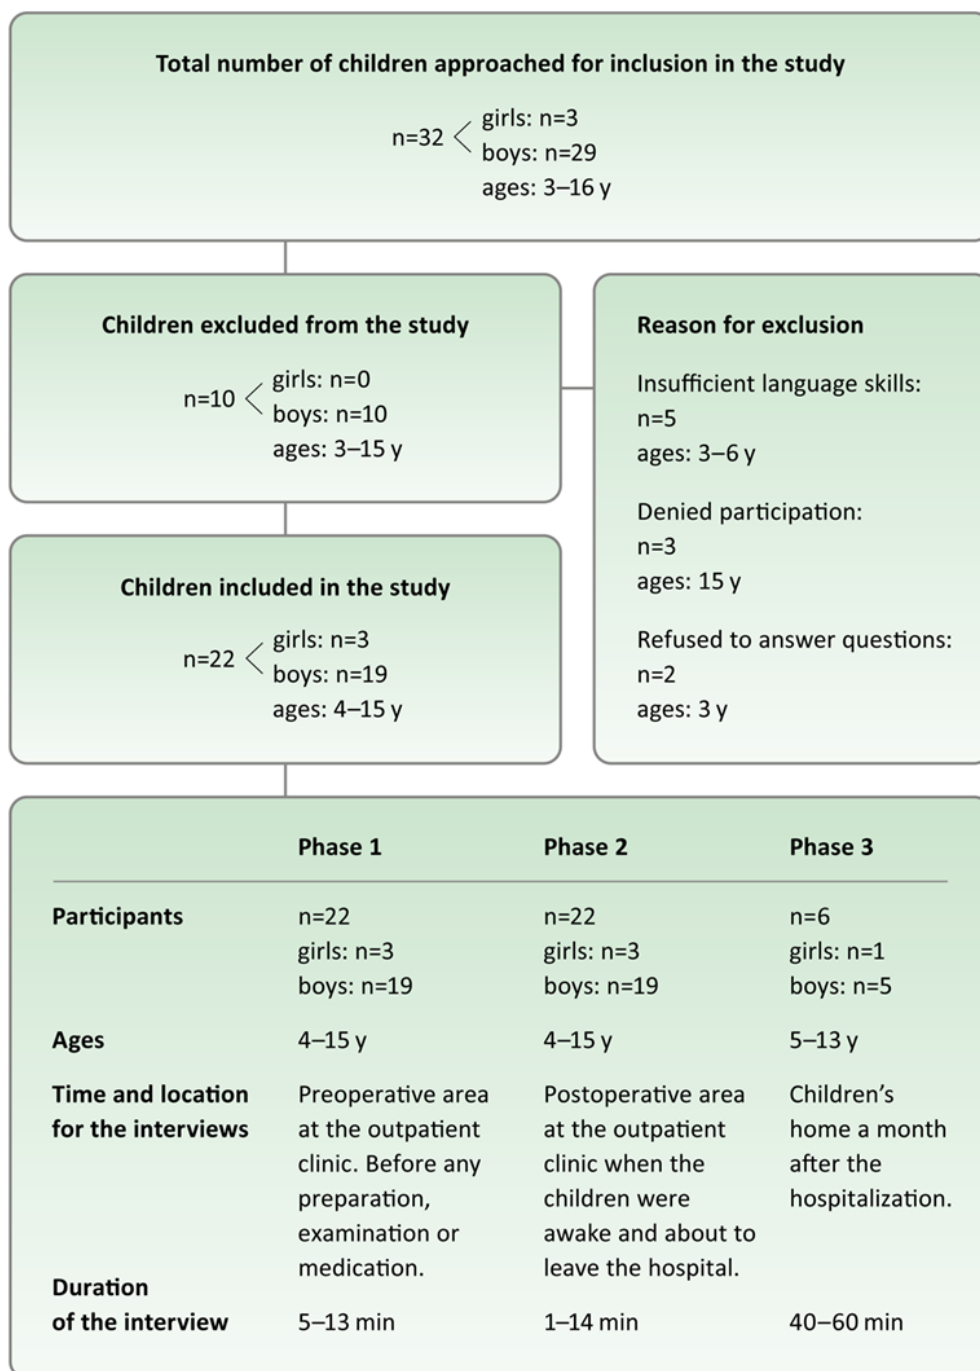 Total number of children approached for inclusion in the study
n=32
girls: n=3
boys: n=29
ages: 3–16 y
Children excluded from the study
n=10
girls: n=0
boys: n=10
ages: 3–15 y
Reason for exclusion
Insufficient language skills:
n=5
ages: 3–6 y
Denied participation:
n=3
ages: 15 y
Refused to answer questions:
n=2
ages: 3 y
Children included in the study
n=22
girls: n=3
boys: n=19
ages: 4–15 y
Phase 1 Phase 2 Phase 3
Participants n=22 n=22 n=6
girls: n=3 girls: n=3 girls: n=1
boys: n=19 boys: n=19 boys: n=5
Ages 4–15 y 4–15 y 5–13 y
Time and location Preoperative area Postoperative area Children’s
for the interviews at the outpatient at the outpatient home a month
clinic. Before any clinic when the after the
preparation, children were hospitalization.
examination or awake and about to
medication. leave the hospital.
Duration
of the interview 5–13 min 1–14 min 40–60 min